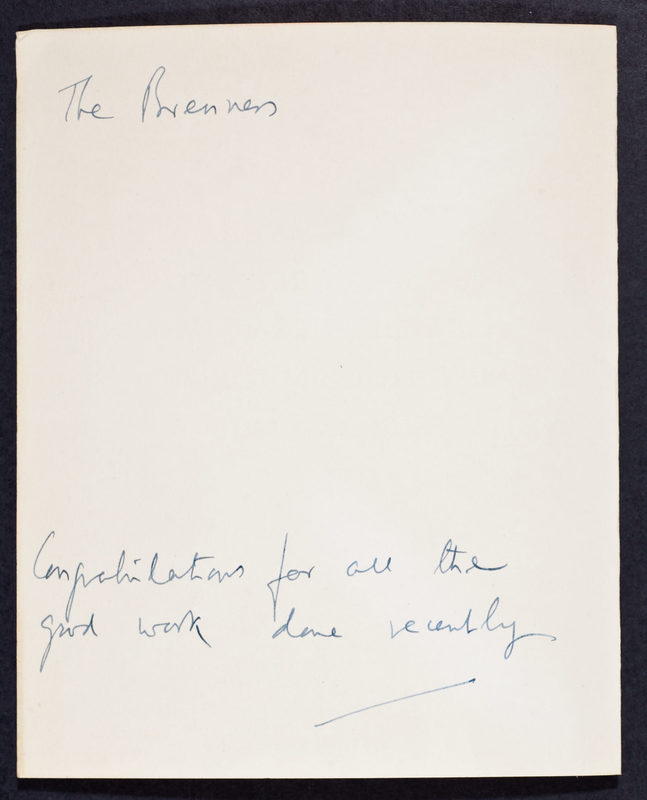 The Brenners
Congratulations for all the
good work done recently